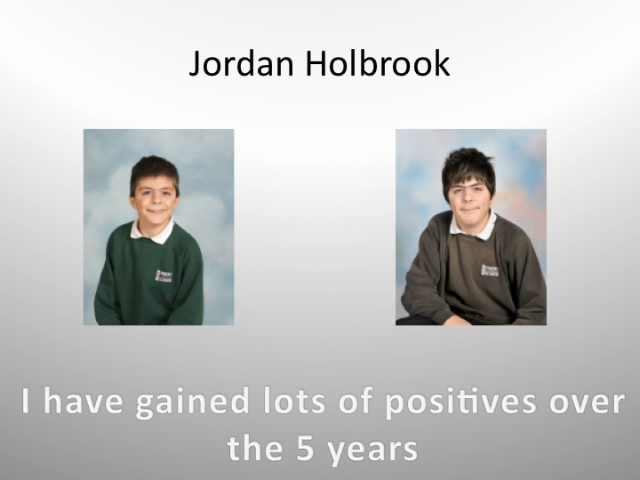 Jordan Holbrook
I have gained lots of positives over
the 5 years